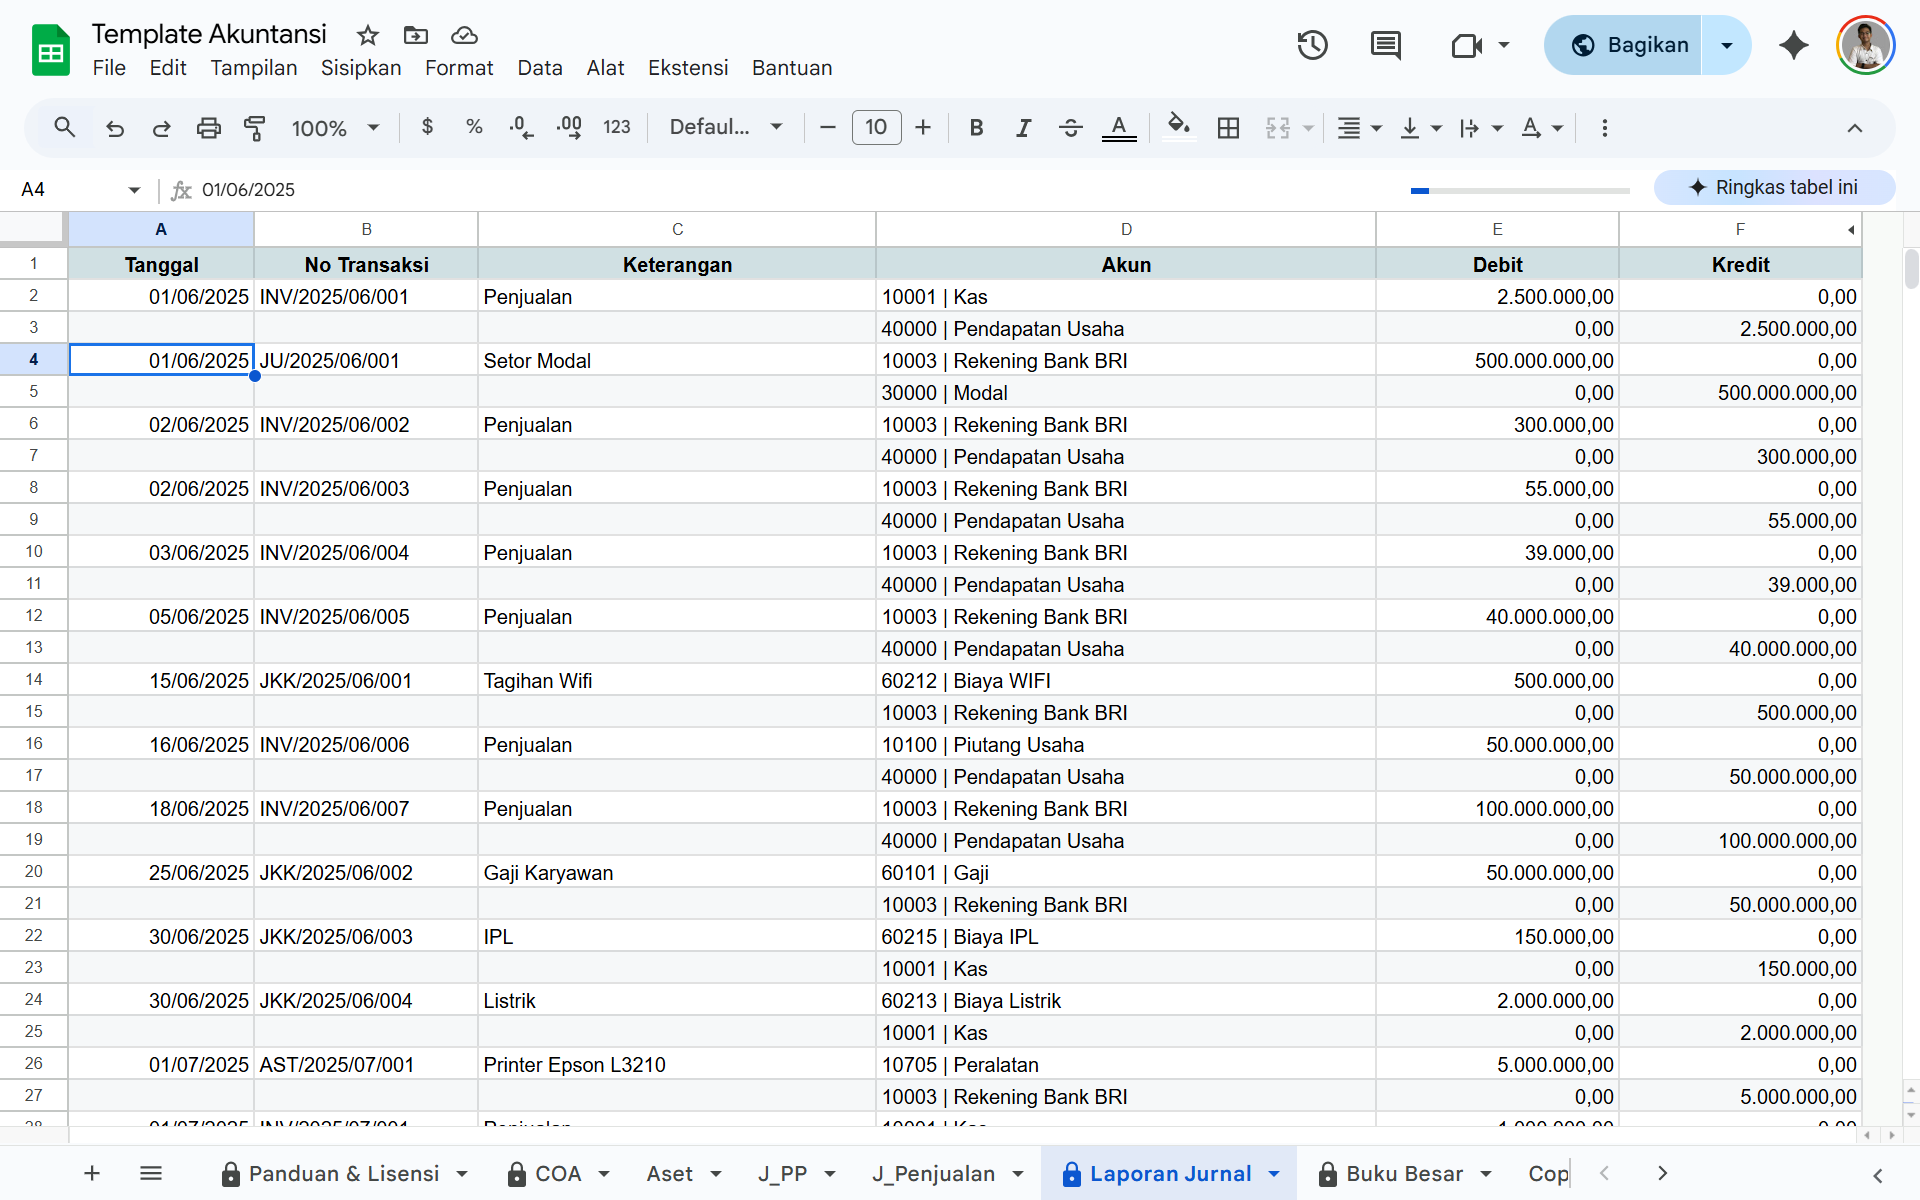 Template Akuntansi
File Edit Tampilan Sisipkan Format Data Alat Ekstensi Bantuan
Bagikan
100% $ % .0 .00 123 Defaul... 10 B I A A
A4 fx 01/06/2025 Ringkas tabel ini
A B C D E F
1 Tanggal No Transaksi Keterangan Akun Debit Kredit
2 01/06/2025 INV/2025/06/001 Penjualan 10001 | Kas 2.500.000,00 0,00
3 40000 | Pendapatan Usaha 0,00 2.500.000,00
4 01/06/2025 JU/2025/06/001 Setor Modal 10003 | Rekening Bank BRI 500.000.000,00 0,00
5 30000 | Modal 0,00 500.000.000,00
6 02/06/2025 INV/2025/06/002 Penjualan 10003 | Rekening Bank BRI 300.000,00 0,00
7 40000 | Pendapatan Usaha 0,00 300.000,00
8 02/06/2025 INV/2025/06/003 Penjualan 10003 | Rekening Bank BRI 55.000,00 0,00
9 40000 | Pendapatan Usaha 0,00 55.000,00
10 03/06/2025 INV/2025/06/004 Penjualan 10003 | Rekening Bank BRI 39.000,00 0,00
11 40000 | Pendapatan Usaha 0,00 39.000,00
12 05/06/2025 INV/2025/06/005 Penjualan 10003 | Rekening Bank BRI 40.000.000,00 0,00
13 40000 | Pendapatan Usaha 0,00 40.000.000,00
14 15/06/2025 JKK/2025/06/001 Tagihan Wifi 60212 | Biaya WIFI 500.000,00 0,00
15 10003 | Rekening Bank BRI 0,00 500.000,00
16 16/06/2025 INV/2025/06/006 Penjualan 10100 | Piutang Usaha 50.000.000,00 0,00
17 40000 | Pendapatan Usaha 0,00 50.000.000,00
18 18/06/2025 INV/2025/06/007 Penjualan 10003 | Rekening Bank BRI 100.000.000,00 0,00
19 40000 | Pendapatan Usaha 0,00 100.000.000,00
20 25/06/2025 JKK/2025/06/002 Gaji Karyawan 60101 | Gaji 50.000.000,00 0,00
21 10003 | Rekening Bank BRI 0,00 50.000.000,00
22 30/06/2025 JKK/2025/06/003 IPL 60215 | Biaya IPL 150.000,00 0,00
23 10001 | Kas 0,00 150.000,00
24 30/06/2025 JKK/2025/06/004 Listrik 60213 | Biaya Listrik 2.000.000,00 0,00
25 10001 | Kas 0,00 2.000.000,00
26 01/07/2025 AST/2025/07/001 Printer Epson L3210 10705 | Peralatan 5.000.000,00 0,00
27 10003 | Rekening Bank BRI 0,00 5.000.000,00
28 01/07/2025 INV/2025/07/001 Penjualan 10001 | Kas 1.000.000,00 0,00
Panduan & Lisensi COA Aset J_PP J_Penjualan Laporan Jurnal Buku Besar Cop